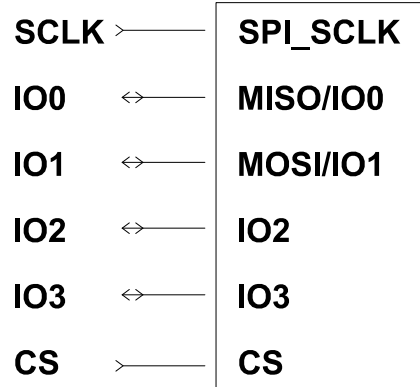 SCLK SPI_SCLK
IO0 MISO/IO0
IO1 MOSI/IO1
IO2 IO2
IO3 IO3
CS CS